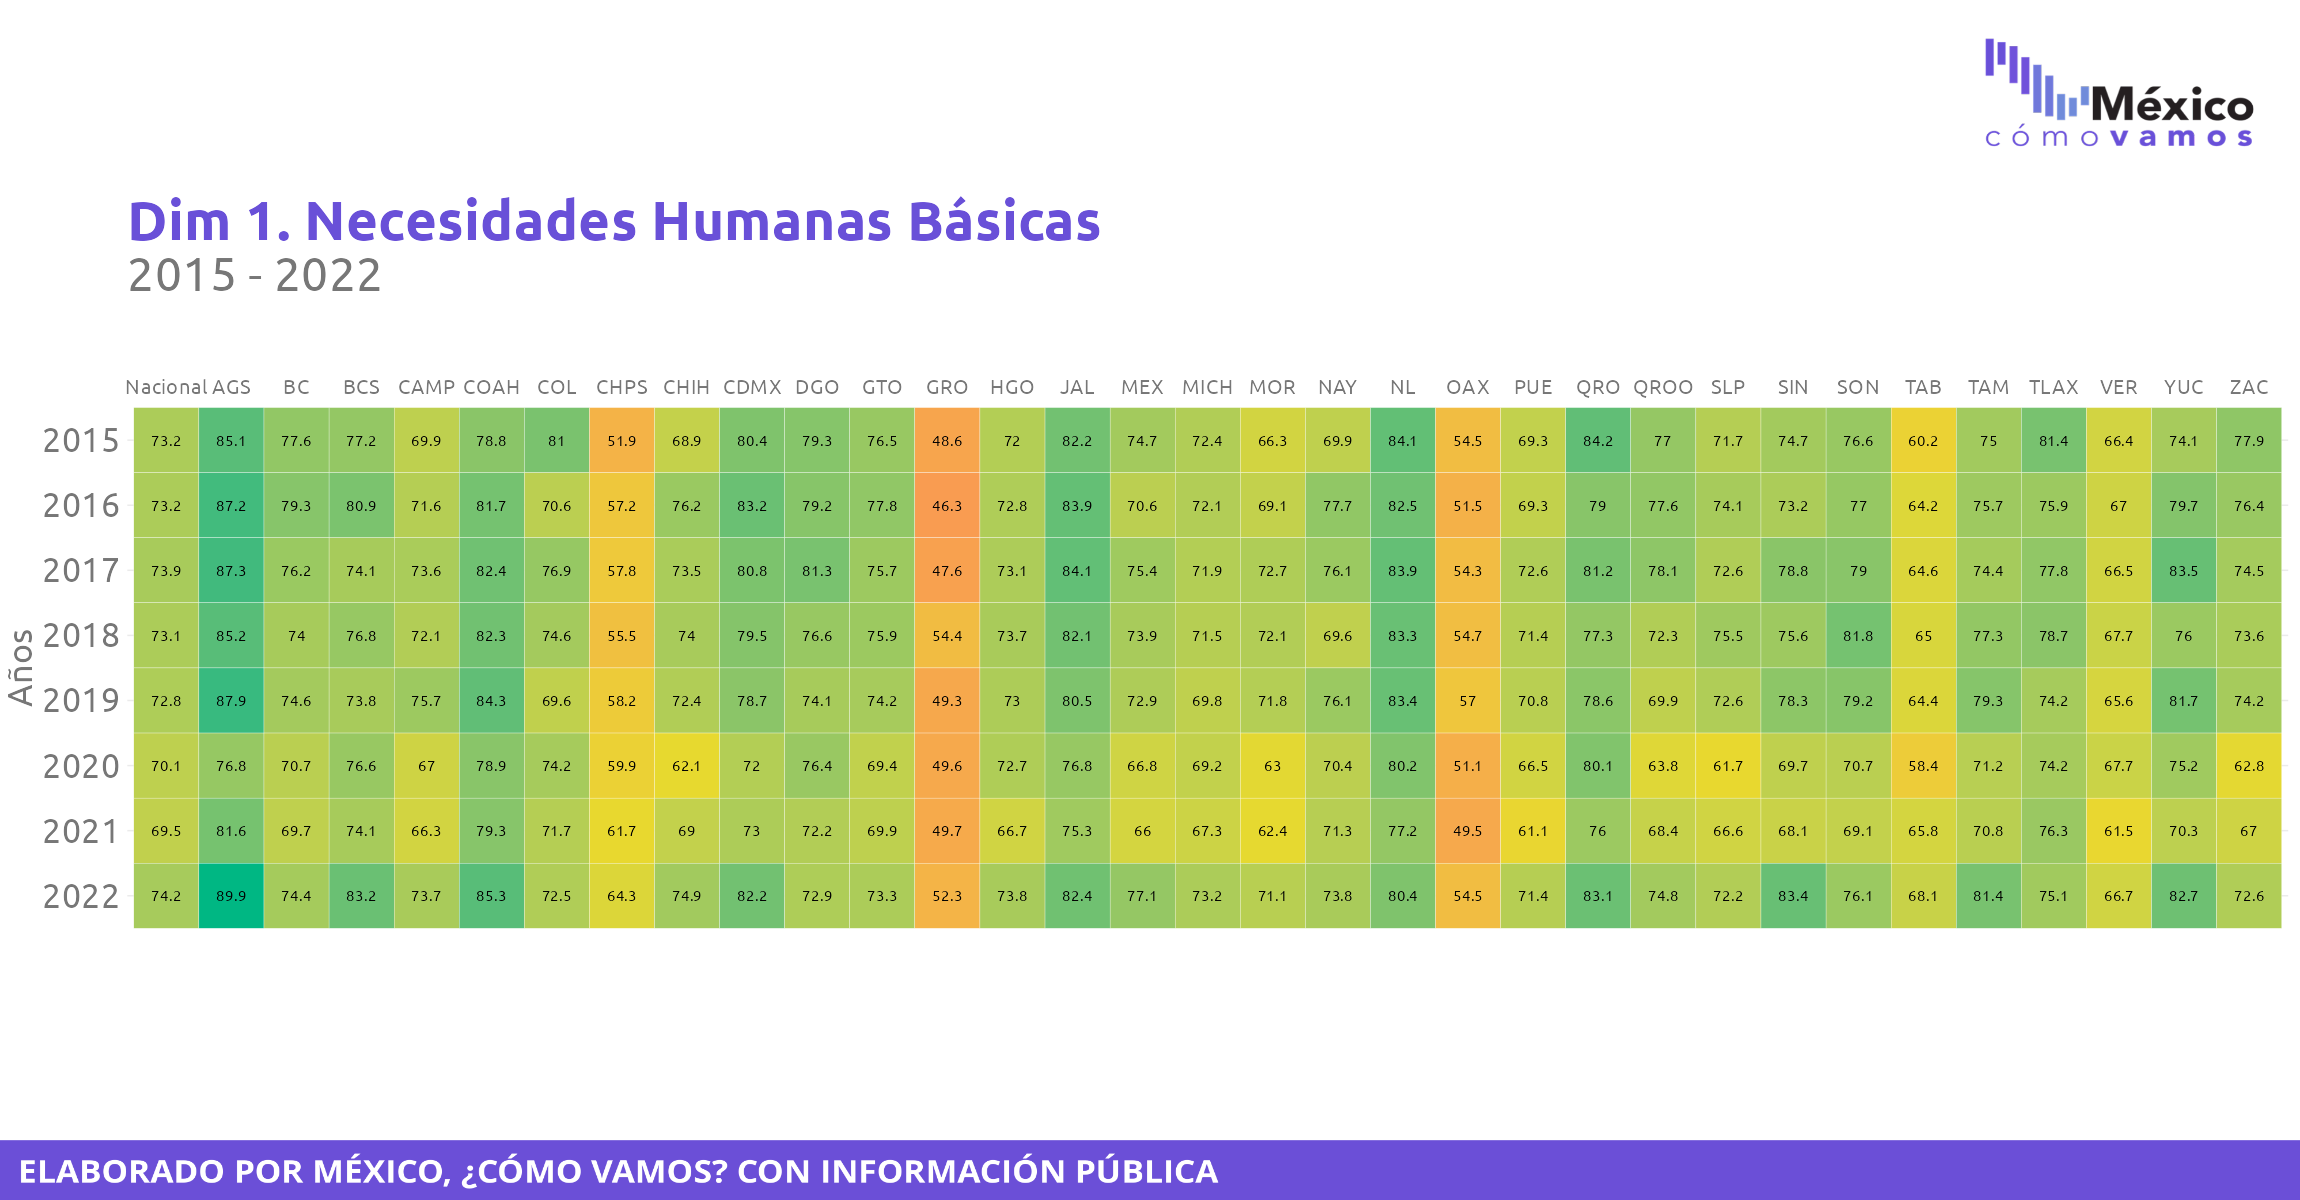 México
cómovamos
Dim 1. Necesidades Humanas Básicas
2015 - 2022
Nacional AGS BC BCS CAMP COAH COL CHPS CHIH CDMX DGO GTO GRO HGO JAL MEX MICH MOR NAY NL OAX PUE QRO QROO SLP SIN SON TAB TAM TLAX VER YUC ZAC
2015 73.2 85.1 77.6 77.2 69.9 78.8 81 51.9 68.9 80.4 79.3 76.5 48.6 72 82.2 74.7 72.4 66.3 69.9 84.1 54.5 69.3 84.2 77 71.7 74.7 76.6 60.2 75 81.4 66.4 74.1 77.9
2016 73.2 87.2 79.3 80.9 71.6 81.7 70.6 57.2 76.2 83.2 79.2 77.8 46.3 72.8 83.9 70.6 72.1 69.1 77.7 82.5 51.5 69.3 79 77.6 74.1 73.2 77 64.2 75.7 75.9 67 79.7 76.4
2017 73.9 87.3 76.2 74.1 73.6 82.4 76.9 57.8 73.5 80.8 81.3 75.7 47.6 73.1 84.1 75.4 71.9 72.7 76.1 83.9 54.3 72.6 81.2 78.1 72.6 78.8 79 64.6 74.4 77.8 66.5 83.5 74.5
2018 73.1 85.2 74 76.8 72.1 82.3 74.6 55.5 74 79.5 76.6 75.9 54.4 73.7 82.1 73.9 71.5 72.1 69.6 83.3 54.7 71.4 77.3 72.3 75.5 75.6 81.8 65 77.3 78.7 67.7 76 73.6
2019 72.8 87.9 74.6 73.8 75.7 84.3 69.6 58.2 72.4 78.7 74.1 74.2 49.3 73 80.5 72.9 69.8 71.8 76.1 83.4 57 70.8 78.6 69.9 72.6 78.3 79.2 64.4 79.3 74.2 65.6 81.7 74.2
2020 70.1 76.8 70.7 76.6 67 78.9 74.2 59.9 62.1 72 76.4 69.4 49.6 72.7 76.8 66.8 69.2 63 70.4 80.2 51.1 66.5 80.1 63.8 61.7 69.7 70.7 58.4 71.2 74.2 67.7 75.2 62.8
2021 69.5 81.6 69.7 74.1 66.3 79.3 71.7 61.7 69 73 72.2 69.9 49.7 66.7 75.3 66 67.3 62.4 71.3 77.2 49.5 61.1 76 68.4 66.6 68.1 69.1 65.8 70.8 76.3 61.5 70.3 67
2022 74.2 89.9 74.4 83.2 73.7 85.3 72.5 64.3 74.9 82.2 72.9 73.3 52.3 73.8 82.4 77.1 73.2 71.1 73.8 80.4 54.5 71.4 83.1 74.8 72.2 83.4 76.1 68.1 81.4 75.1 66.7 82.7 72.6
Años
ELABORADO POR MÉXICO, ¿CÓMO VAMOS? CON INFORMACIÓN PÚBLICA